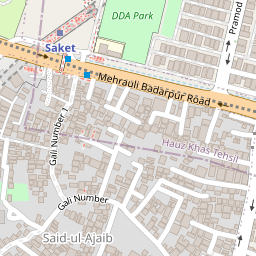 DDA Park
Pramod
Saket
Mehrauli Badarpur Road
Gali Number 1
Hauz Khas Tehsil
Gali Number
Said-ul-Ajaib